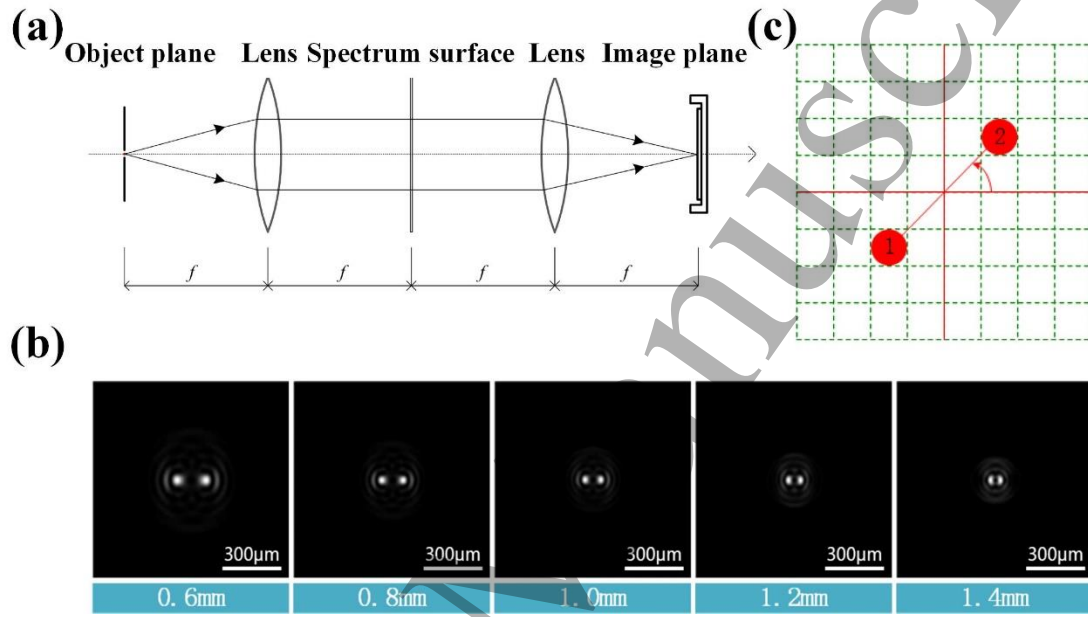 (a)
Object plane Lens Spectrum surface Lens Image plane
f f f f
(c)
2
1
(b)
300μm 300μm 300μm 300μm 300μm
0.6mm 0.8mm 1.0mm 1.2mm 1.4mm